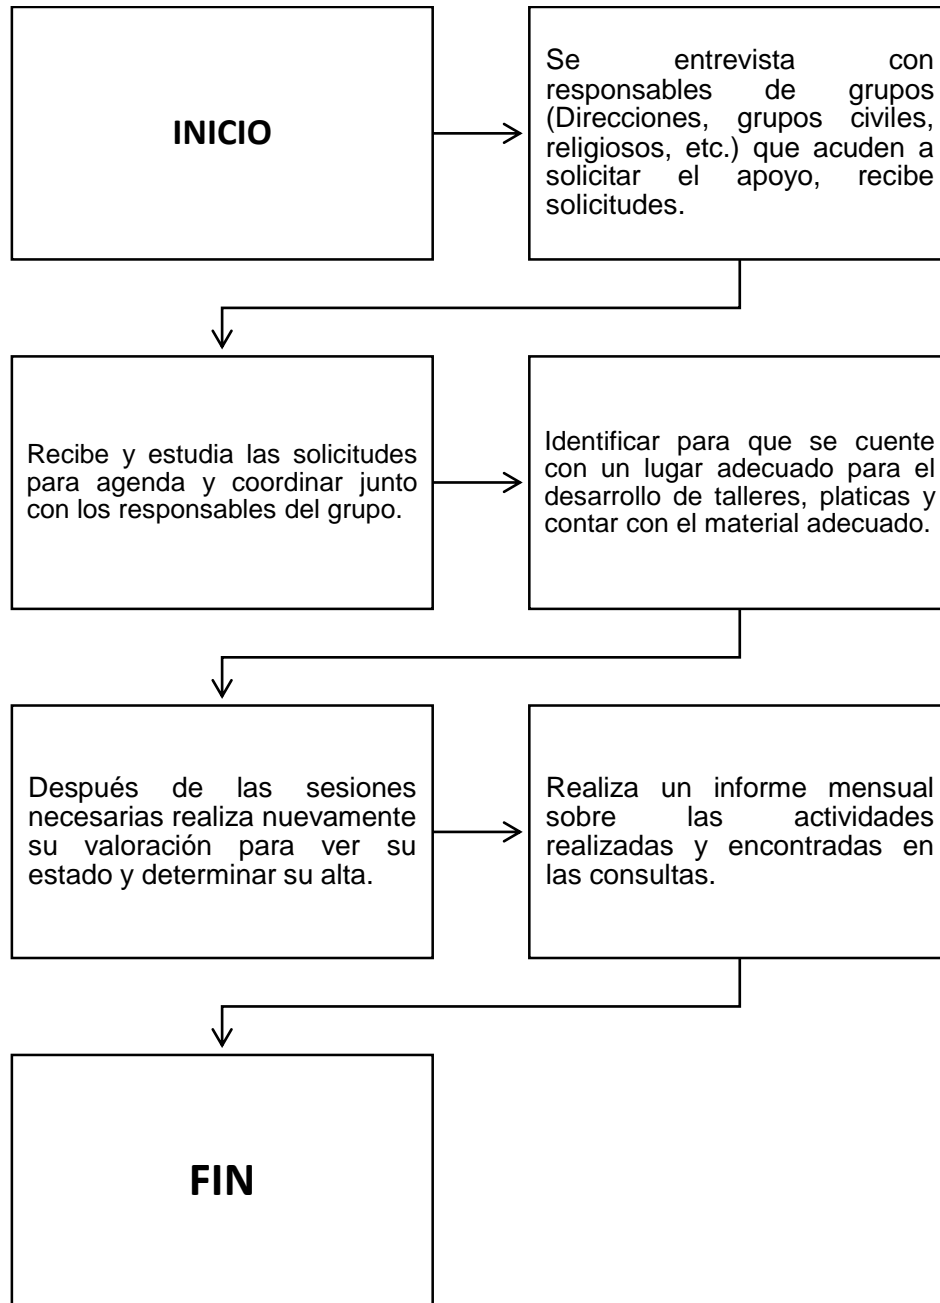 INICIO
Se entrevista con
responsables de grupos
(Direcciones, grupos civiles,
religiosos, etc.) que acuden a
solicitar el apoyo, recibe
solicitudes.
Recibe y estudia las solicitudes
para agenda y coordinar junto
con los responsables del grupo.
Identificar para que se cuente
con un lugar adecuado para el
desarrollo de talleres, platicas y
contar con el material adecuado.
Después de las sesiones
necesarias realiza nuevamente
su valoración para ver su
estado y determinar su alta.
Realiza un informe mensual
sobre las actividades
realizadas y encontradas en
las consultas.
FIN